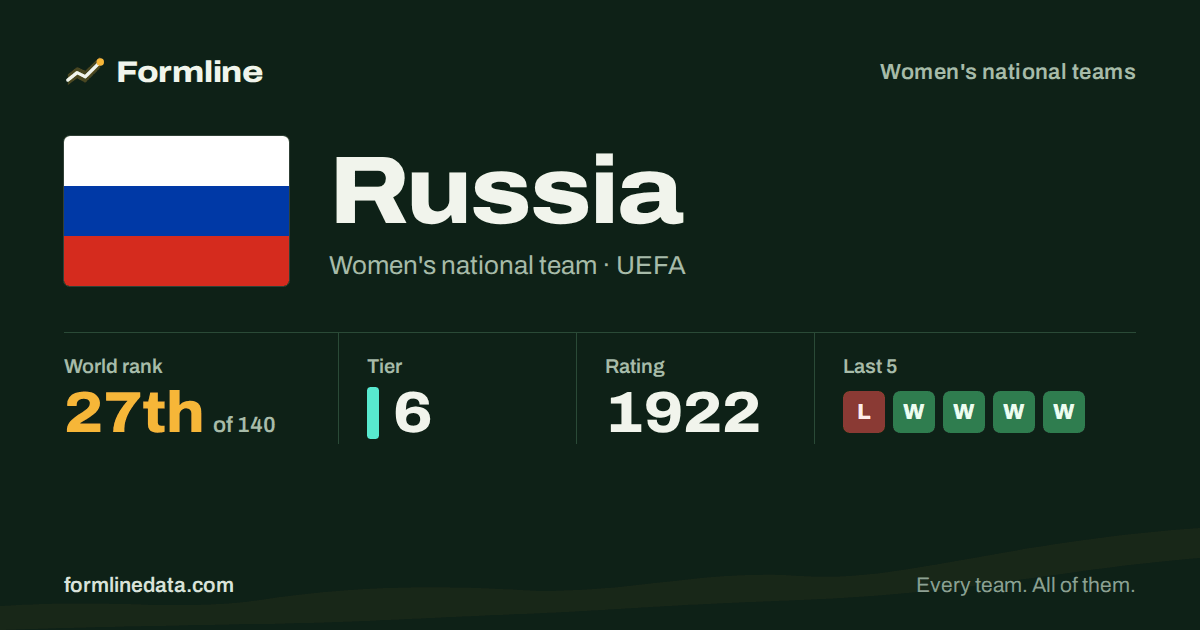 Formline
Women's national teams
Russia
Women's national team · UEFA
World rank
27th of 140
Tier
6
Rating
1922
Last 5
L W W W W
formlinedata.com
Every team. All of them.